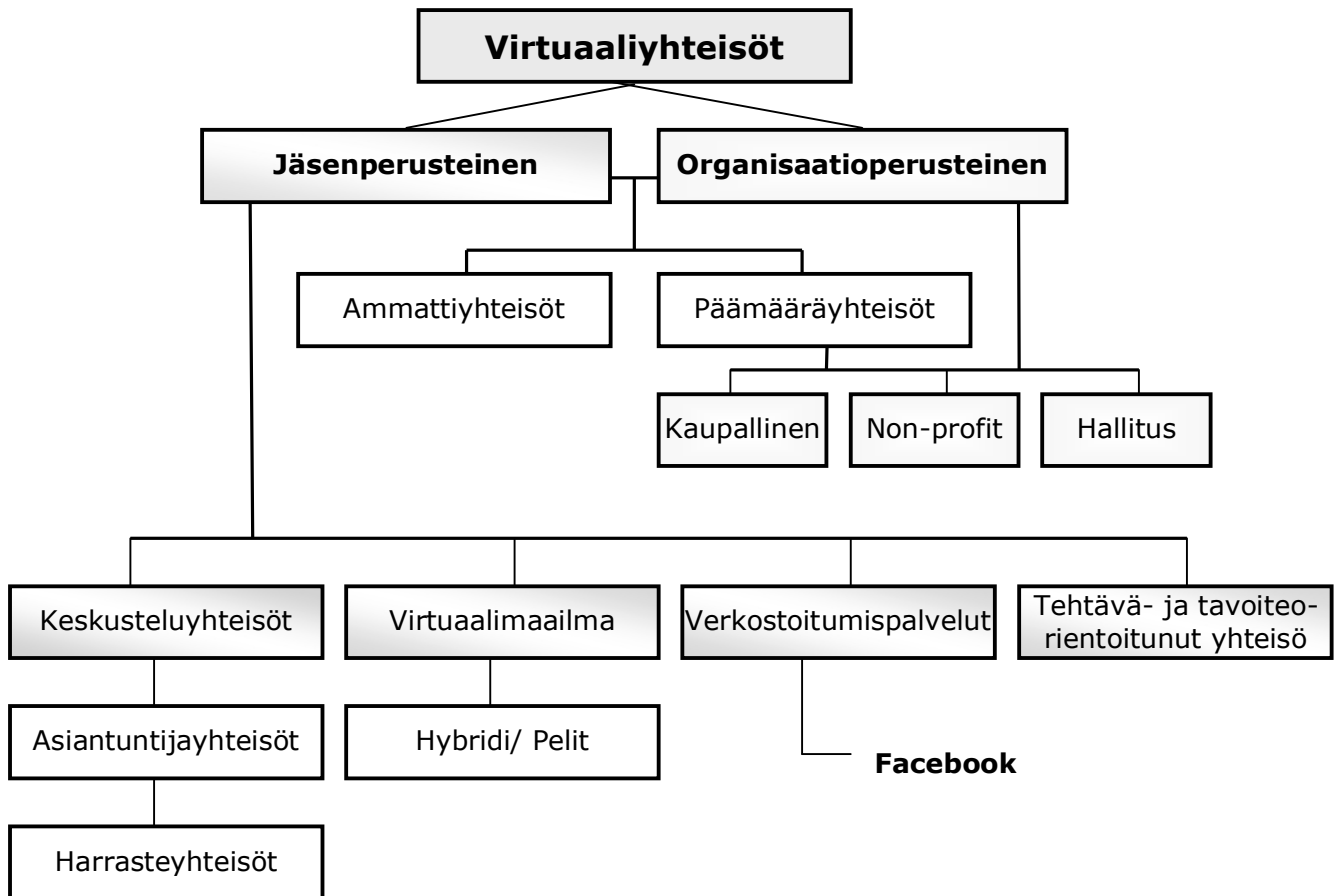 Virtuaaliyhteisöt
Jäsenperusteinen
Organisaatioperusteinen
Ammattiyhteisöt
Päämääräyhteisöt
Kaupallinen
Non-profit
Hallitus
Keskusteluyhteisöt
Virtuaalimaailma
Verkostoitumispalvelut
Tehtävä- ja tavoiteo-
rientoitunut yhteisö
Asiantuntijayhteisöt
Hybridi/ Pelit
Facebook
Harrasteyhteisöt